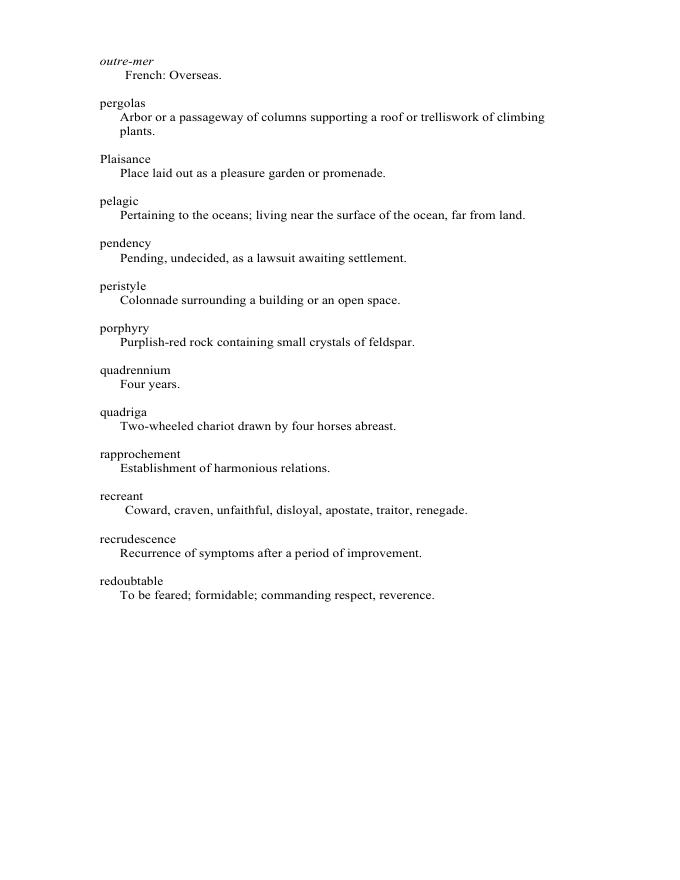 outre-mer
French: Overseas.
pergolas
Arbor or a passageway of columns supporting a roof or trelliswork of climbing
plants.
Plaisance
Place laid out as a pleasure garden or promenade.
pelagic
Pertaining to the oceans; living near the surface of the ocean, far from land.
pendency
Pending, undecided, as a lawsuit awaiting settlement.
peristyle
Colonnade surrounding a building or an open space.
porphyry
Purplish-red rock containing small crystals of feldspar.
quadrennium
Four years.
quadriga
Two-wheeled chariot drawn by four horses abreast.
rapprochement
Establishment of harmonious relations.
recreant
Coward, craven, unfaithful, disloyal, apostate, traitor, renegade.
recrudescence
Recurrence of symptoms after a period of improvement.
redoubtable
To be feared; formidable; commanding respect, reverence.